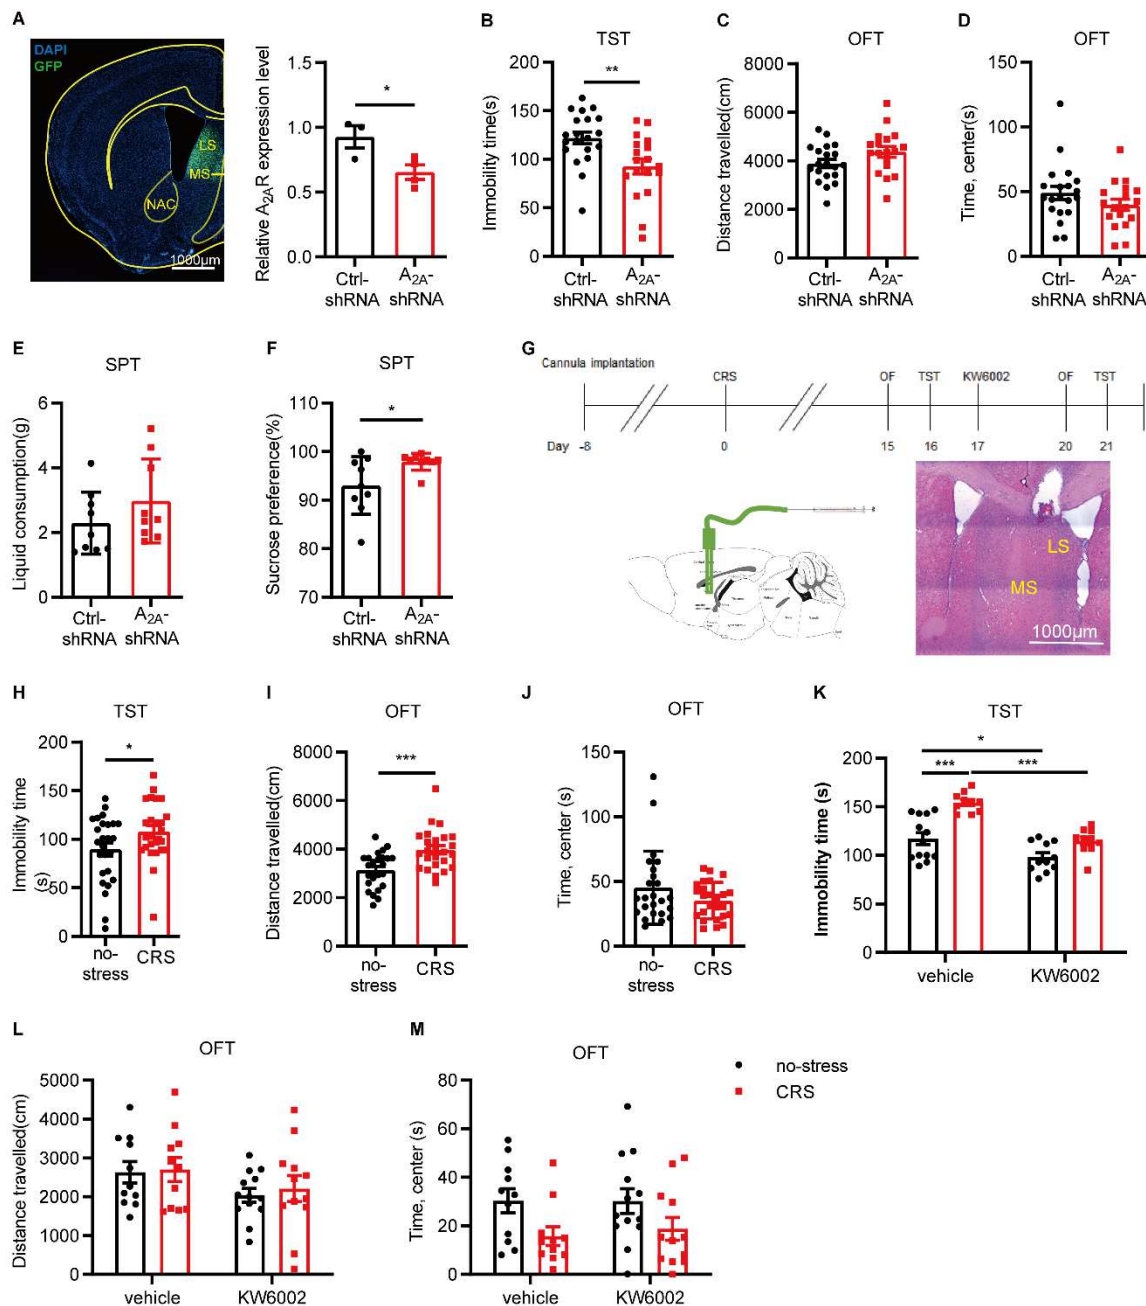 A
DAPI
GFP
LS
MS
NAC
1000µm
Relative A2AR expression level
1.5
1.0
0.5
0.0
*
Ctrl-
shRNA
A2A-
shRNA
B
TST
Immobility time(s)
200
150
100
50
0
**
Ctrl-
shRNA
A2A-
shRNA
C
OFT
Distance travelled(cm)
8000
6000
4000
2000
0
Ctrl-
shRNA
A2A-
shRNA
D
OFT
Time, center(s)
150
100
50
0
Ctrl-
shRNA
A2A-
shRNA
E
SPT
Liquid consumption(g)
6
4
2
0
Ctrl-
shRNA
A2A-
shRNA
F
SPT
Sucrose preference(%)
100
90
80
70
*
Ctrl-
shRNA
A2A-
shRNA
G
Cannula implantation
CRS
OF
TST
KW6002
OF
TST
Day
-8
0
15
16
17
20
21
LS
MS
1000µm
H
TST
Immobility time
(s)
200
150
100
50
0
*
no-
stress
CRS
I
OFT
Distance travelled(cm)
8000
6000
4000
2000
0
***
no-
stress
CRS
J
OFT
Time, center (s)
150
100
50
0
no-
stress
CRS
K
TST
Immobility time (s)
200
150
100
50
0
*
***
***
vehicle
KW6002
L
OFT
Distance travelled(cm)
5000
4000
3000
2000
1000
0
vehicle
KW6002
M
OFT
Time, center (s)
80
60
40
20
0
vehicle
KW6002
no-stress
CRS